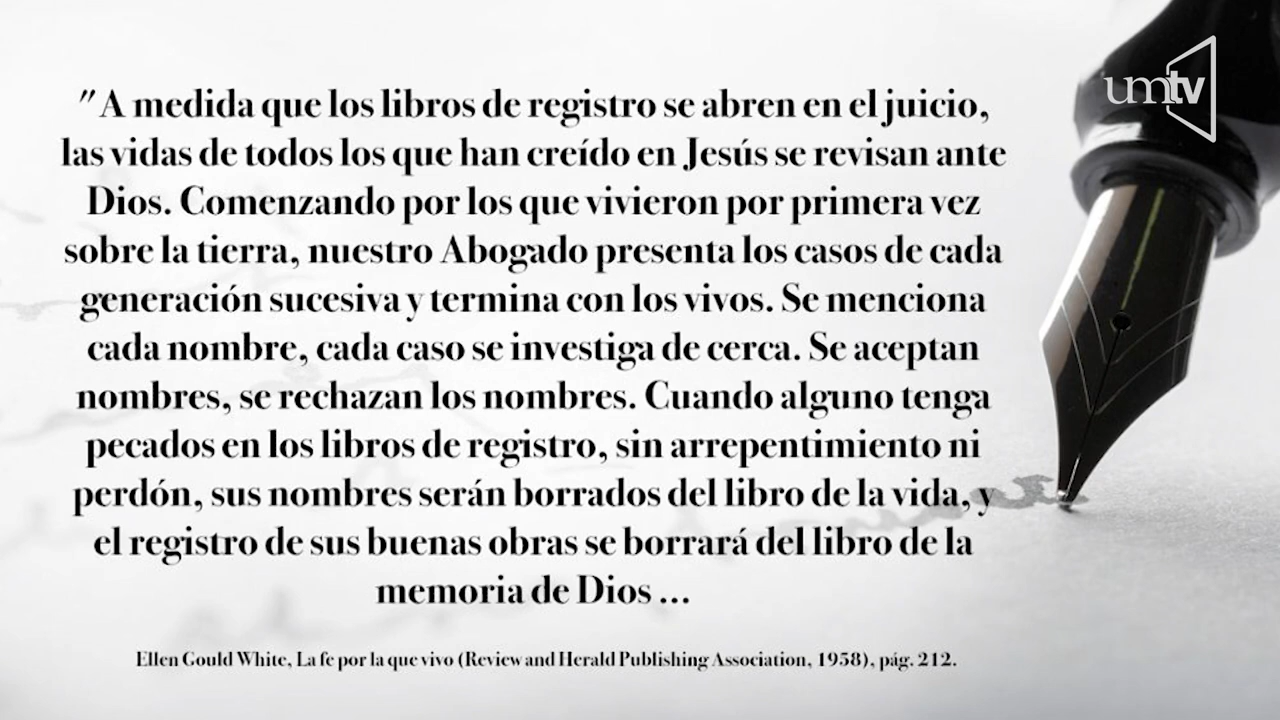 "A medida que los libros de registro se abren en el juicio,
las vidas de todos los que han creído en Jesús se revisan ante
Dios. Comenzando por los que vivieron por primera vez
sobre la tierra, nuestro Abogado presenta los casos de cada
generación sucesiva y termina con los vivos. Se menciona
cada nombre, cada caso se investiga de cerca. Se aceptan
nombres, se rechazan los nombres. Cuando alguno tenga
pecados en los libros de registro, sin arrepentimiento ni
perdón, sus nombres serán borrados del libro de la vida, y
el registro de sus buenas obras se borrará del libro de la
memoria de Dios ...
Ellen Gould White, La fe por la que vivo (Review and Herald Publishing Association, 1958), pág. 212.
umtv